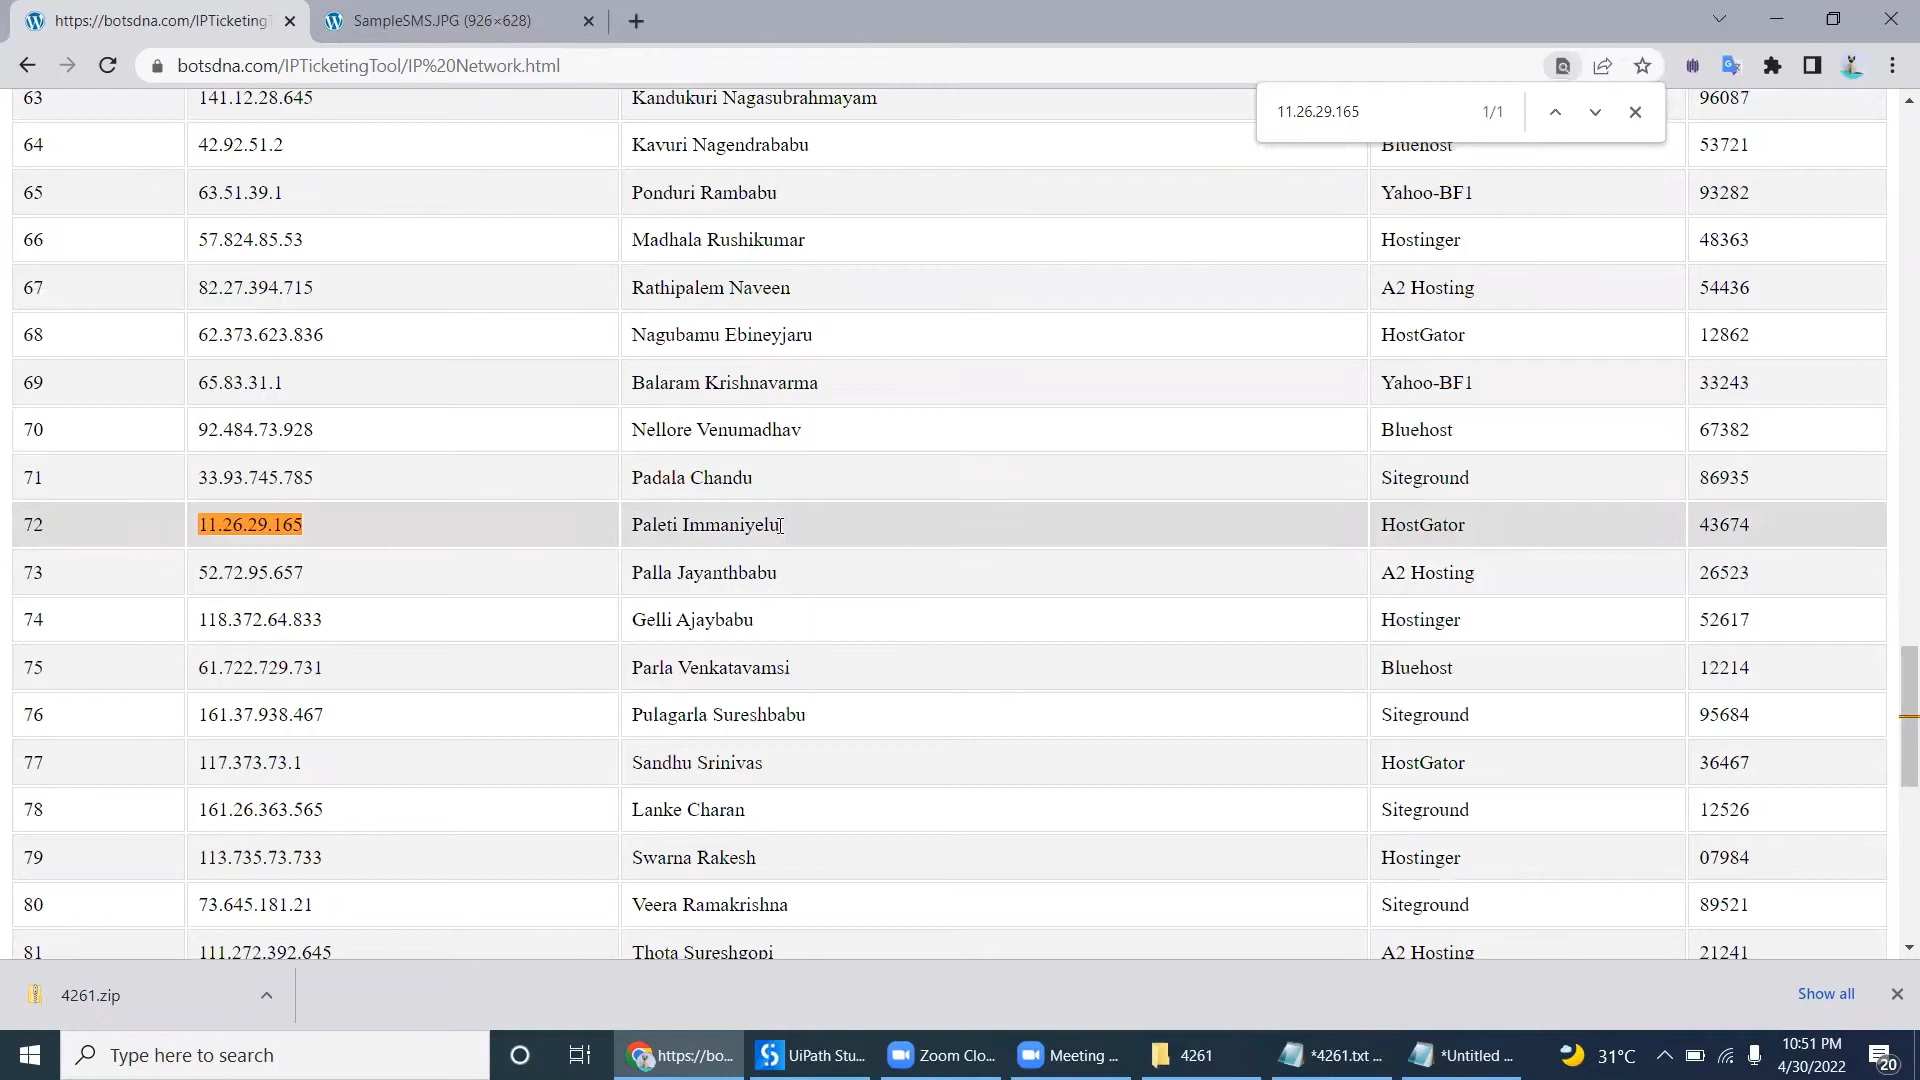 https://botsdna.com/IPTicketing
SampleSMS.JPG (926×628)
botsdna.com/IPTicketingTool/IP%20Network.html
11.26.29.165 1/1
63 141.12.28.645 Kandukuri Nagasubrahmayam 96087
64 42.92.51.2 Kavuri Nagendrababu Bluehost 53721
65 63.51.39.1 Ponduri Rambabu Yahoo-BF1 93282
66 57.824.85.53 Madhala Rushikumar Hostinger 48363
67 82.27.394.715 Rathipalem Naveen A2 Hosting 54436
68 62.373.623.836 Nagubamu Ebineyjaru HostGator 12862
69 65.83.31.1 Balaram Krishnavarma Yahoo-BF1 33243
70 92.484.73.928 Nellore Venumadhav Bluehost 67382
71 33.93.745.785 Padala Chandu Siteground 86935
72 11.26.29.165 Paleti Immaniyelu HostGator 43674
73 52.72.95.657 Palla Jayanthbabu A2 Hosting 26523
74 118.372.64.833 Gelli Ajaybabu Hostinger 52617
75 61.722.729.731 Parla Venkatavamsi Bluehost 12214
76 161.37.938.467 Pulagarla Sureshbabu Siteground 95684
77 117.373.73.1 Sandhu Srinivas HostGator 36467
78 161.26.363.565 Lanke Charan Siteground 12526
79 113.735.73.733 Swarna Rakesh Hostinger 07984
80 73.645.181.21 Veera Ramakrishna Siteground 89521
81 111.272.392.645 Thota Sureshgopi A2 Hosting 21241
4261.zip
Show all
Type here to search
https://bo...
UiPath Stu...
Zoom Clo...
Meeting ...
4261
*4261.txt ...
*Untitled ...
31°C
10:51 PM
4/30/2022
20